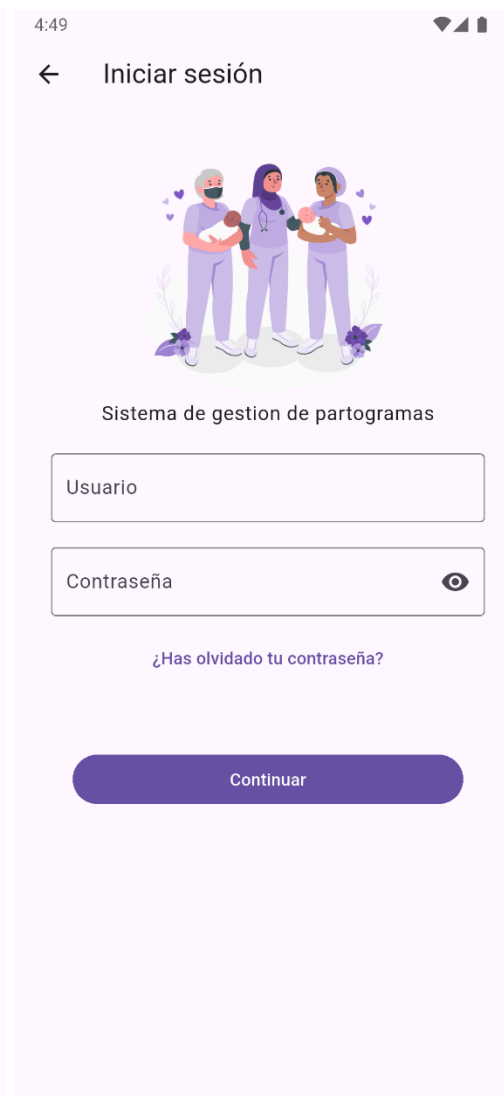 4:49
Iniciar sesión
Sistema de gestion de partogramas
Usuario
Contraseña
¿Has olvidado tu contraseña?
Continuar